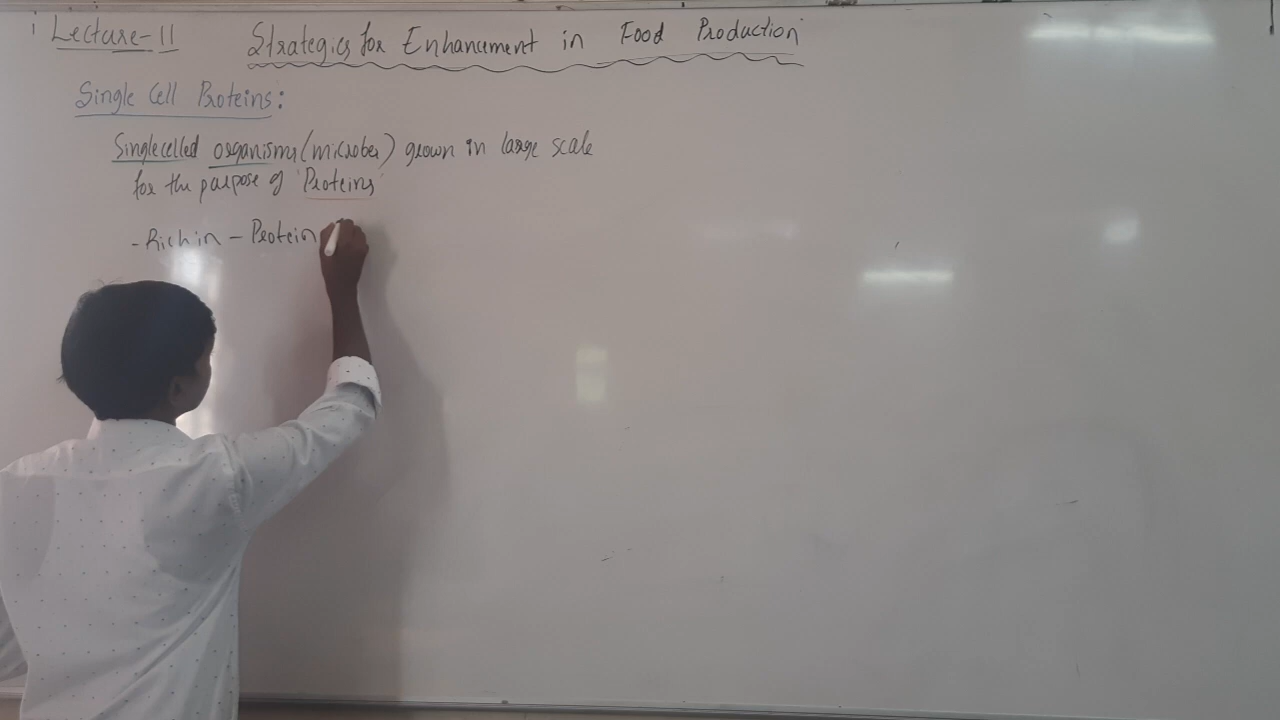 Lecture-11
Strategies for Enhancement in Food Production
Single Cell Proteins:
Singlecelled organisms (microbes) grown in large scale
for the purpose of 'Proteins'
- Rich in - Protein